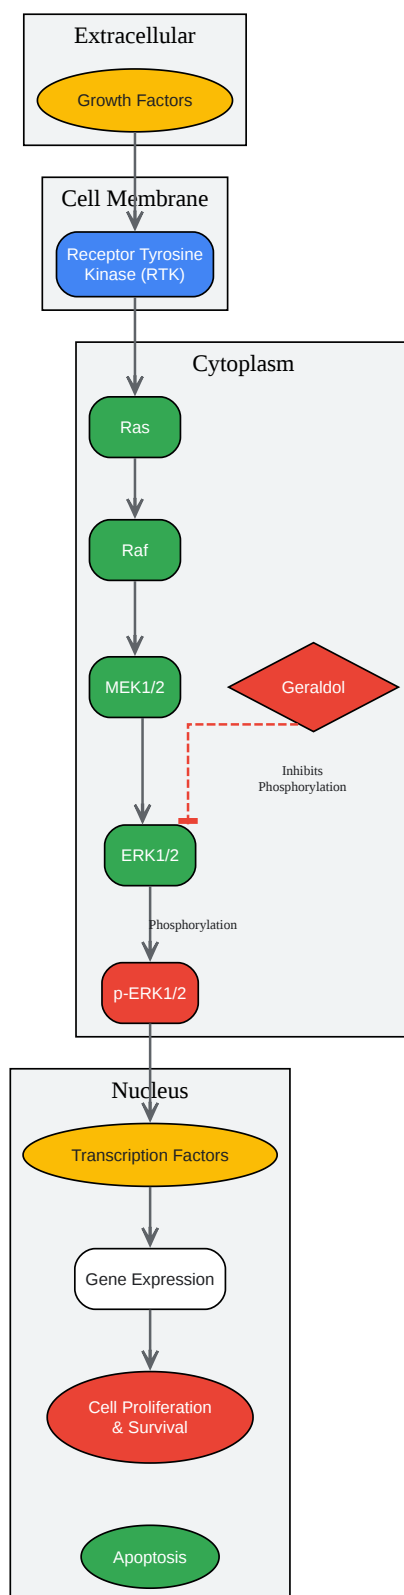 Extracellular
Growth Factors
Cell Membrane
Receptor Tyrosine
Kinase (RTK)
Cytoplasm
Ras
Raf
MEK1/2
Geraldol
Inhibits
Phosphorylation
ERK1/2
Phosphorylation
p-ERK1/2
Nucleus
Transcription Factors
Gene Expression
Cell Proliferation
& Survival
Apoptosis